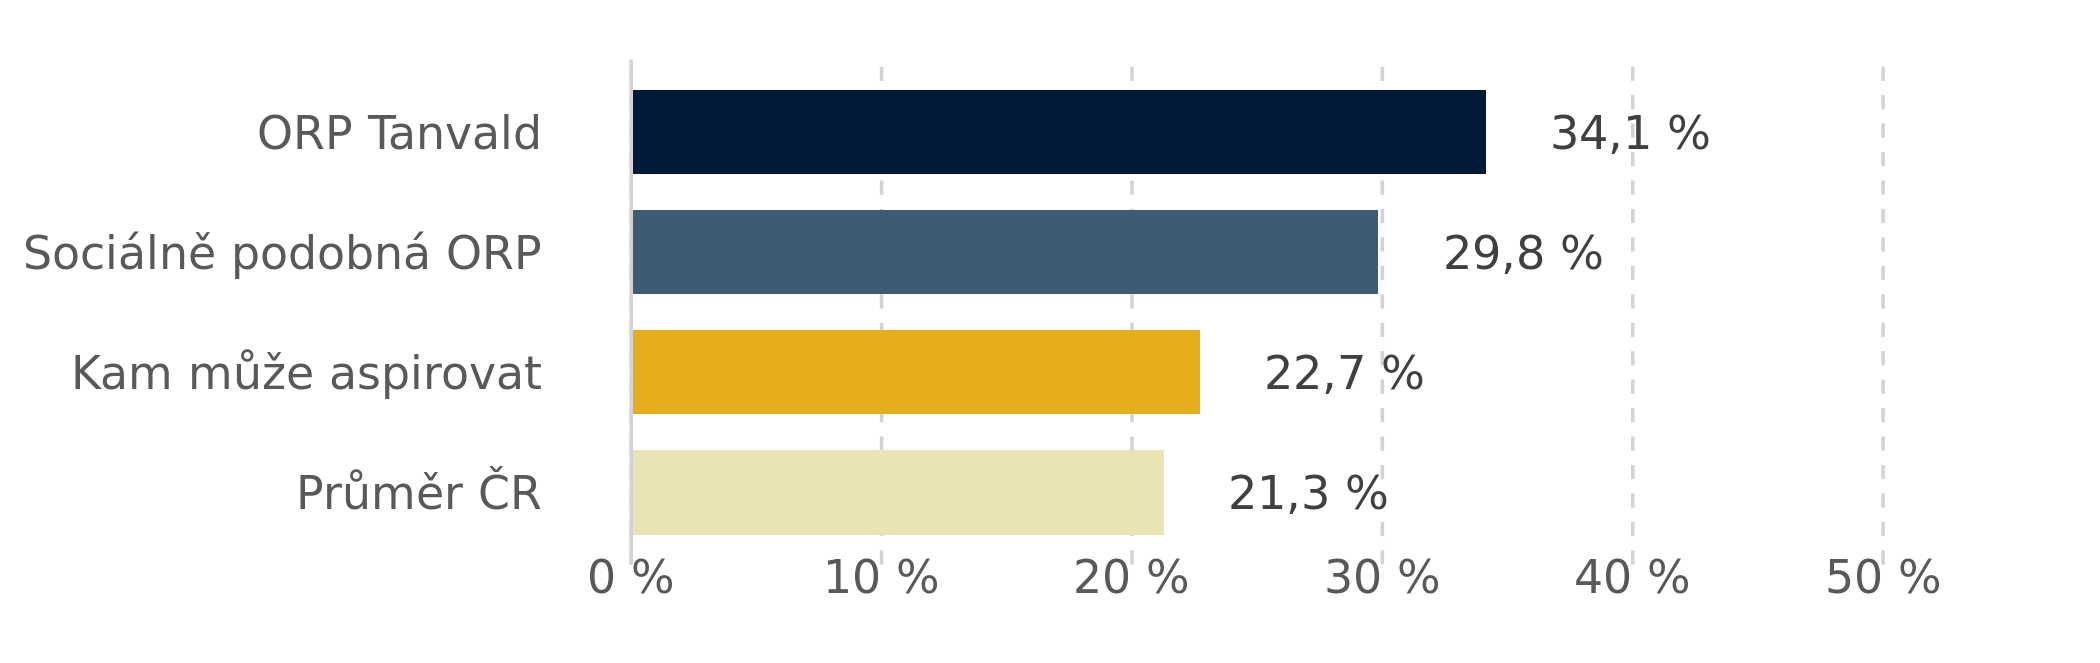 ORP Tanvald 34,1 %
Sociálně podobná ORP 29,8 %
Kam může aspirovat 22,7 %
Průměr ČR 21,3 %
0 % 10 % 20 % 30 % 40 % 50 %